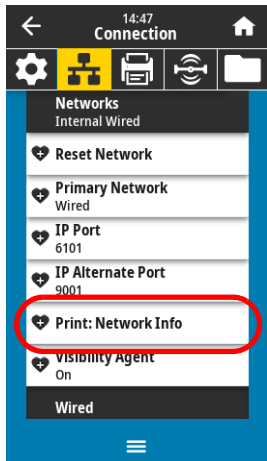 14:47
Connection
Networks
Internal Wired
Reset Network
Primary Network
Wired
IP Port
6101
IP Alternate Port
9001
Print: Network Info
Visibility Agent
On
Wired